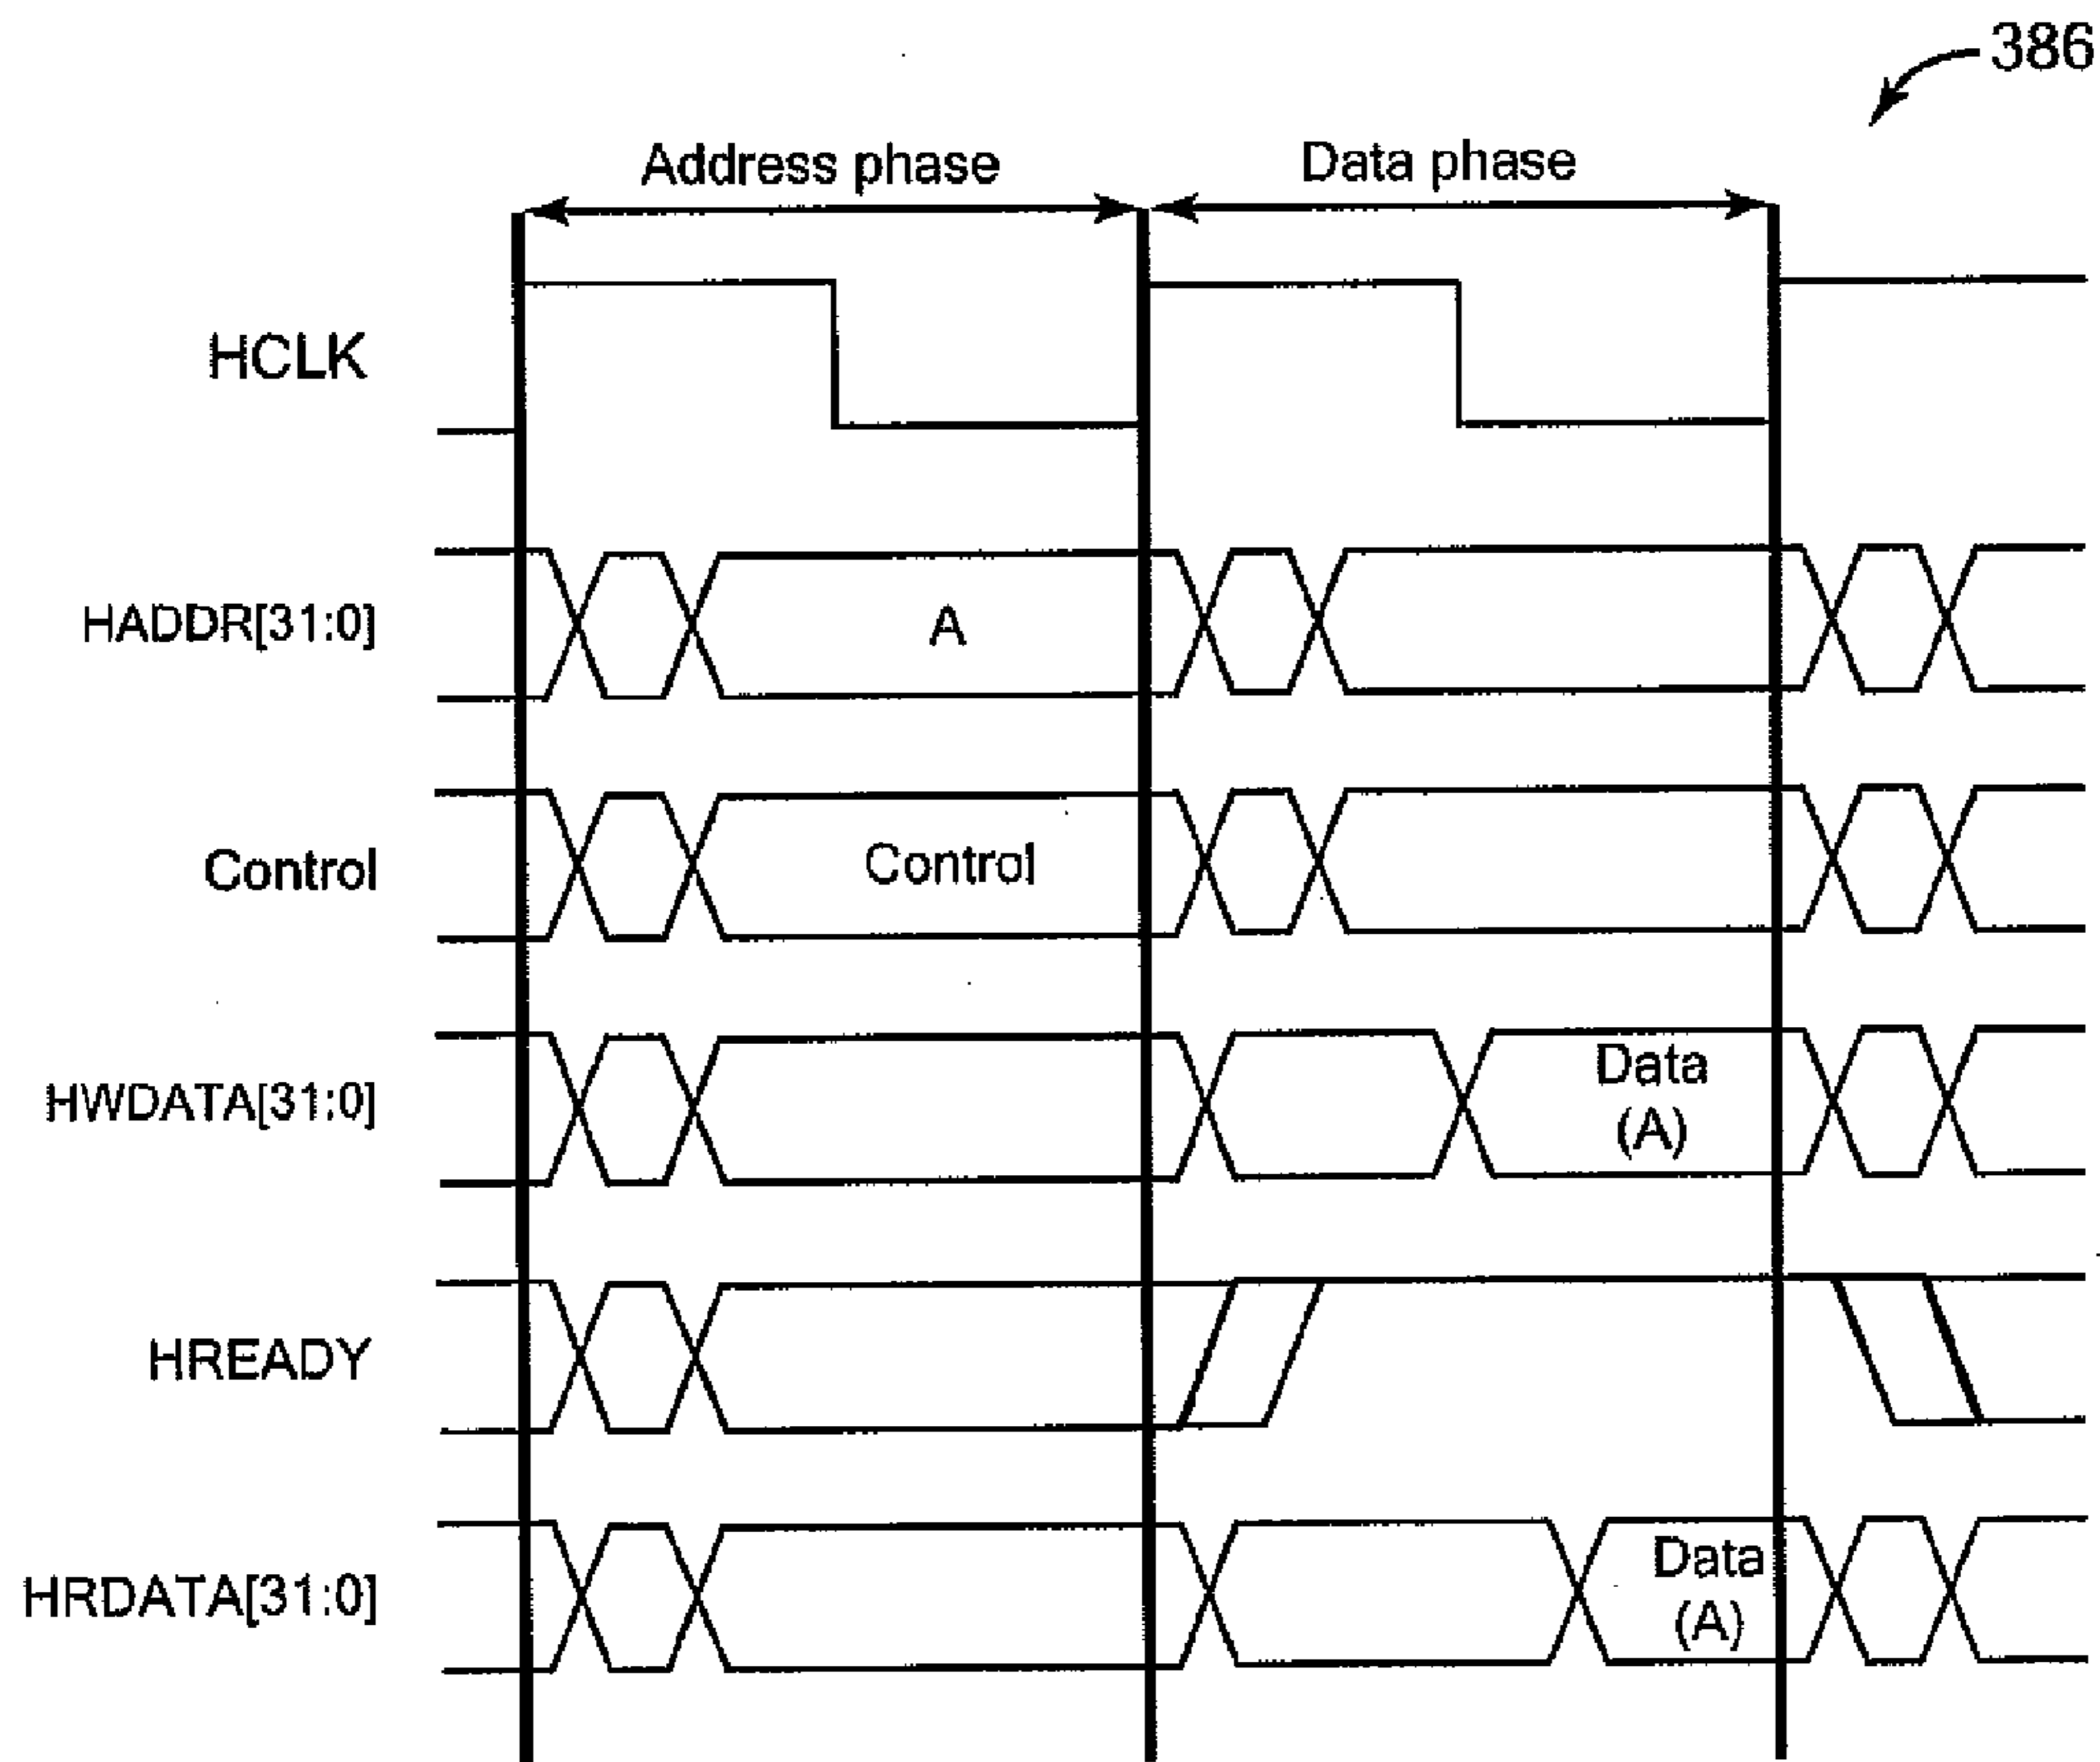 386
Address phase
Data phase
HCLK
HADDR[31:0]
A
Control
Control
HWDATA[31:0]
Data
(A)
HREADY
HRDATA[31:0]
Data
(A)